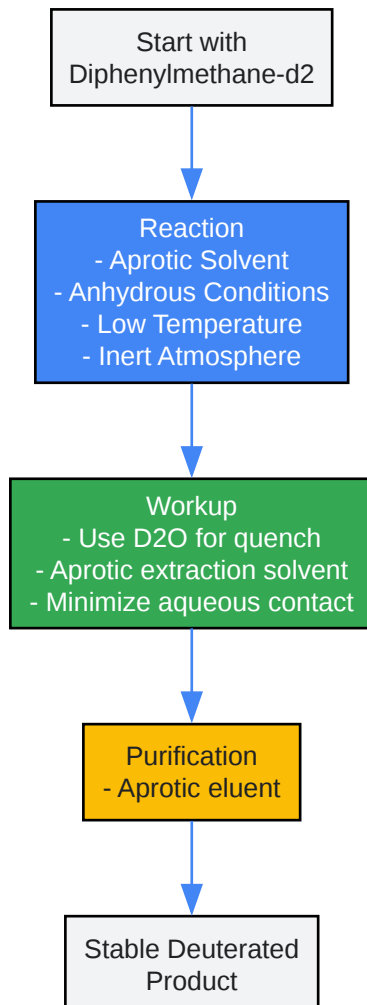 Start with
Diphenylmethane-d2
Reaction
- Aprotic Solvent
- Anhydrous Conditions
- Low Temperature
- Inert Atmosphere
Workup
- Use D2O for quench
- Aprotic extraction solvent
- Minimize aqueous contact
Purification
- Aprotic eluent
Stable Deuterated
Product